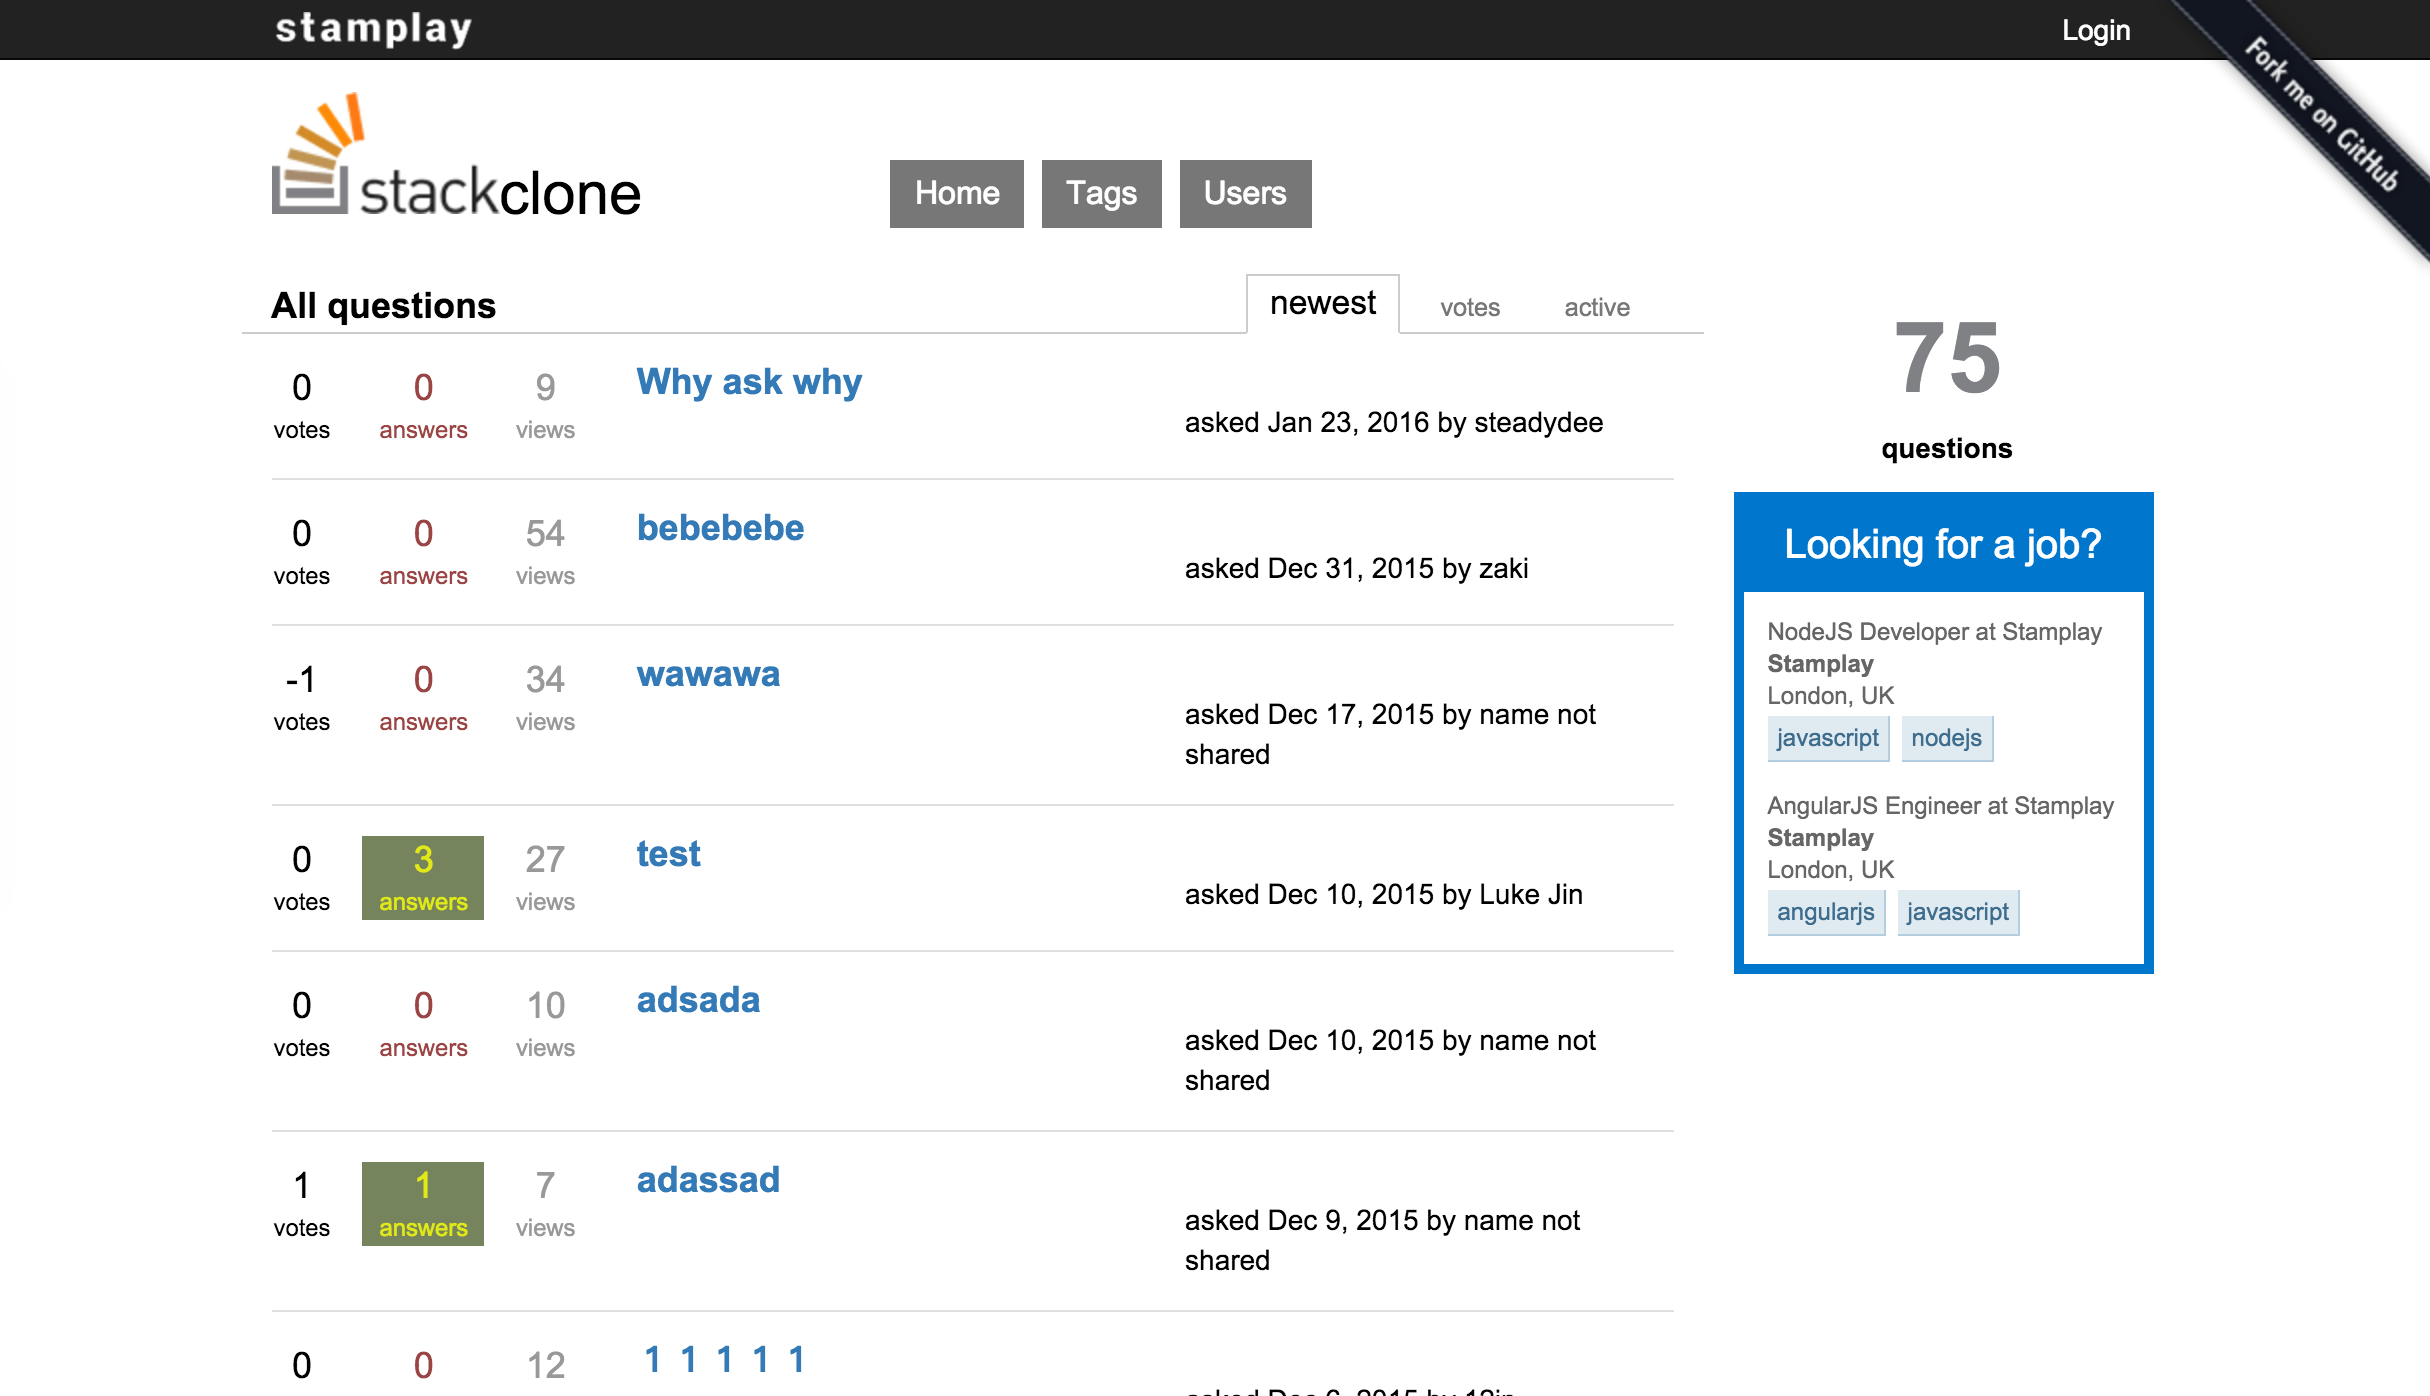 stamplay
Login
Fork me on GitHub
stackclone
Home Tags Users
All questions
newest votes active
0 0 9 Why ask why
votes answers views
asked Jan 23, 2016 by steadydee
0 0 54 bebebebe
votes answers views
asked Dec 31, 2015 by zaki
-1 0 34 wawawa
votes answers views
asked Dec 17, 2015 by name not
shared
0 3 27 test
votes answers views
asked Dec 10, 2015 by Luke Jin
0 0 10 adsada
votes answers views
asked Dec 10, 2015 by name not
shared
1 1 7 adassad
votes answers views
asked Dec 9, 2015 by name not
shared
0 0 12 1 1 1 1 1
75
questions
Looking for a job?
NodeJS Developer at Stamplay
Stamplay
London, UK
javascript nodejs
AngularJS Engineer at Stamplay
Stamplay
London, UK
angularjs javascript